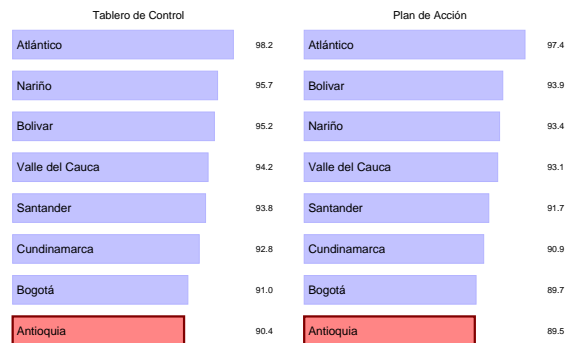 Tablero de Control
Atlántico 98.2
Nariño 95.7
Bolivar 95.2
Valle del Cauca 94.2
Santander 93.8
Cundinamarca 92.8
Bogotá 91.0
Antioquia 90.4
Plan de Acción
Atlántico 97.4
Bolivar 93.9
Nariño 93.4
Valle del Cauca 93.1
Santander 91.7
Cundinamarca 90.9
Bogotá 89.7
Antioquia 89.5